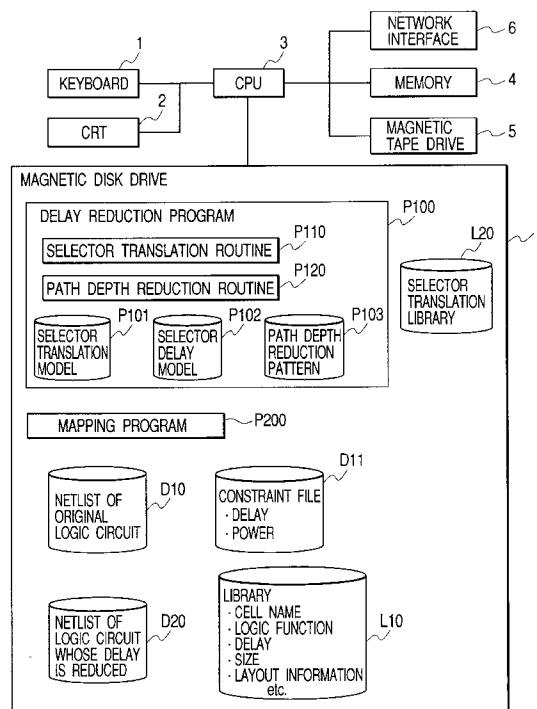 1
KEYBOARD
2
CRT
3
CPU
NETWORK
INTERFACE
6
MEMORY
4
MAGNETIC
TAPE DRIVE
5
MAGNETIC DISK DRIVE
DELAY REDUCTION PROGRAM
P100
P110
SELECTOR TRANSLATION ROUTINE
P120
PATH DEPTH REDUCTION ROUTINE
P101
SELECTOR
TRANSLATION
MODEL
P102
SELECTOR
DELAY
MODEL
P103
PATH DEPTH
REDUCTION
PATTERN
L20
SELECTOR
TRANSLATION
LIBRARY
MAPPING PROGRAM
P200
NETLIST OF
ORIGINAL
LOGIC CIRCUIT
D10
CONSTRAINT FILE
· DELAY
· POWER
D11
NETLIST OF
LOGIC CIRCUIT
WHOSE DELAY
IS REDUCED
D20
LIBRARY
· CELL NAME
· LOGIC FUNCTION
· DELAY
· SIZE
· LAYOUT INFORMATION
etc.
L10